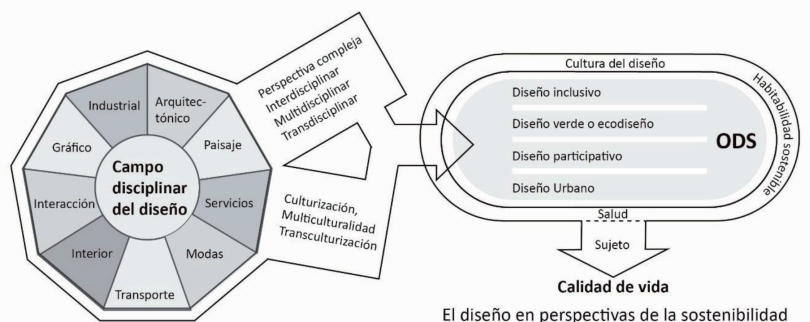 Industrial
Arquitec-
tónico
Paisaje
Servicios
Modas
Transporte
Interior
Interacción
Gráfico
Campo
disciplinar
del diseño
Perspectiva compleja
Interdisciplinar
Multidisciplinar
Transdisciplinar
Culturización,
Multiculturalidad
Transculturización
Cultura del diseño
Habitabilidad sostenible
Diseño inclusivo
Diseño verde o ecodiseño
Diseño participativo
Diseño Urbano
ODS
Salud
Sujeto
Calidad de vida
El diseño en perspectivas de la sostenibilidad